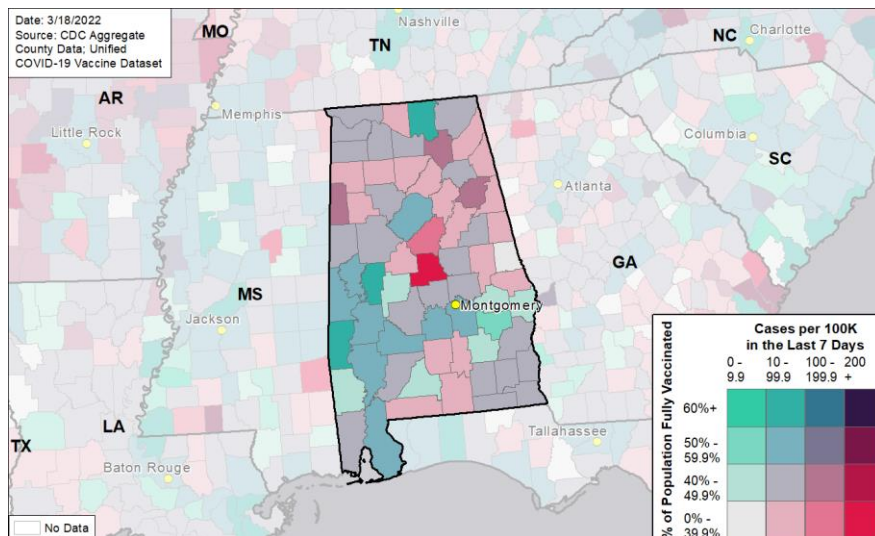 Date: 3/18/2022
Source: CDC Aggregate
County Data; Unified
COVID-19 Vaccine Dataset
MO
Nashville
TN
NC
Charlotte
AR
Memphis
Little Rock
Columbia
SC
Atlanta
GA
MS
Montgomery
Jackson
LA
TX
Tallahassee
Baton Rouge
No Data
Cases per 100K
in the Last 7 Days
0 -
9.9
10 -
99.9
100 -
199.9
200
+
% of Population Fully Vaccinated
60%+
50% -
59.9%
40% -
49.9%
0% -
39.9%